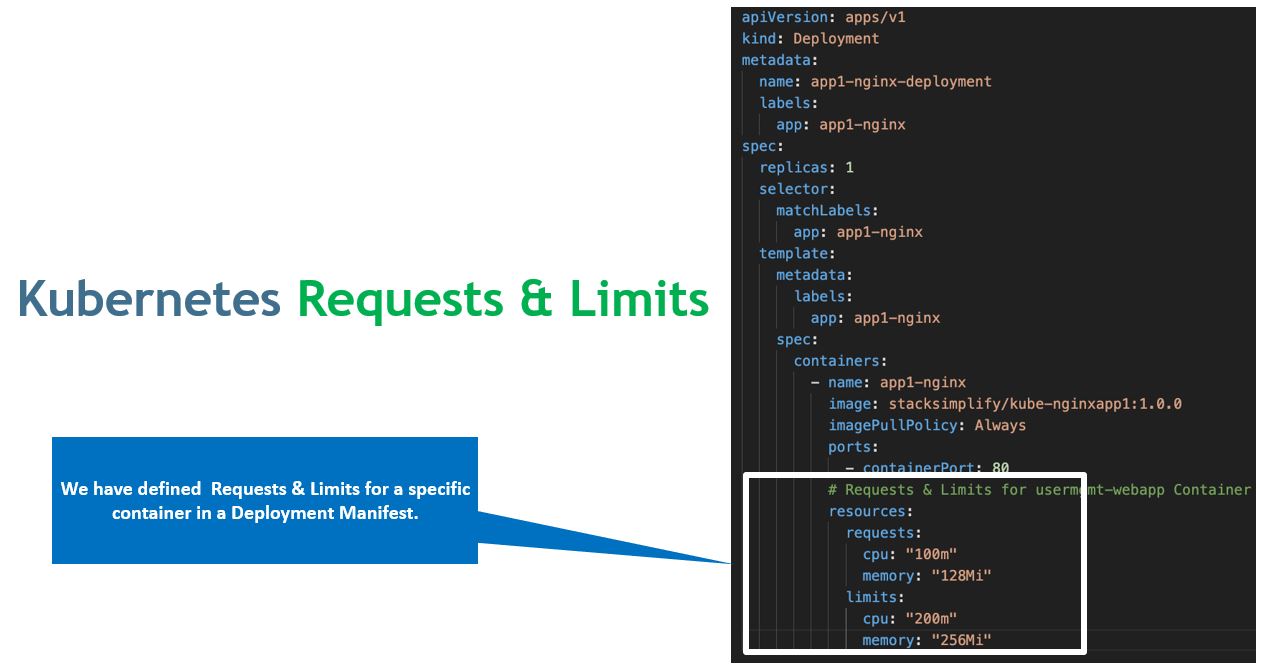 Kubernetes Requests & Limits
We have defined  Requests & Limits for a specific
container in a Deployment Manifest.
apiVersion: apps/v1
kind: Deployment
metadata:
  name: app1-nginx-deployment
  labels:
    app: app1-nginx
spec:
  replicas: 1
  selector:
    matchLabels:
      app: app1-nginx
  template:
    metadata:
      labels:
        app: app1-nginx
    spec:
      containers:
        - name: app1-nginx
          image: stacksimplify/kube-nginxapp1:1.0.0
          imagePullPolicy: Always
          ports:
            - containerPort: 80
          # Requests & Limits for usermgmt-webapp Container
          resources:
            requests:
              cpu: "100m"
              memory: "128Mi"
            limits:
              cpu: "200m"
              memory: "256Mi"